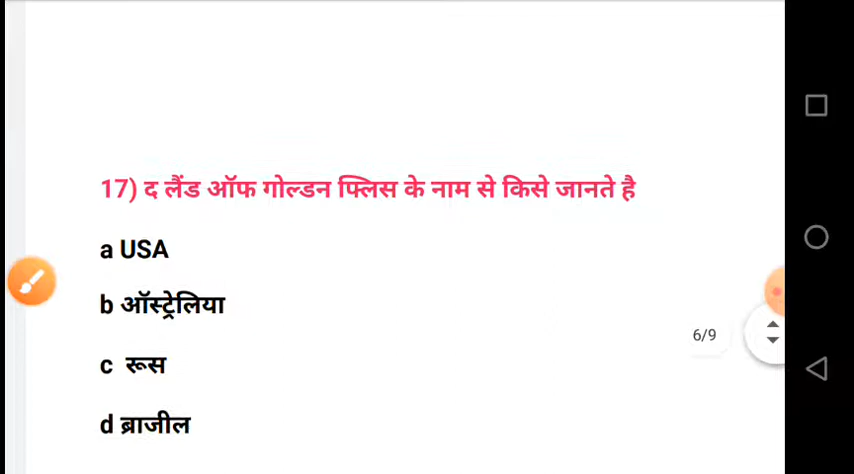 17) द लैंड ऑफ गोल्डन फ्लिस के नाम से किसे जानते है
a USA
b ऑस्ट्रेलिया
6/9
c रूस
d ब्राजील